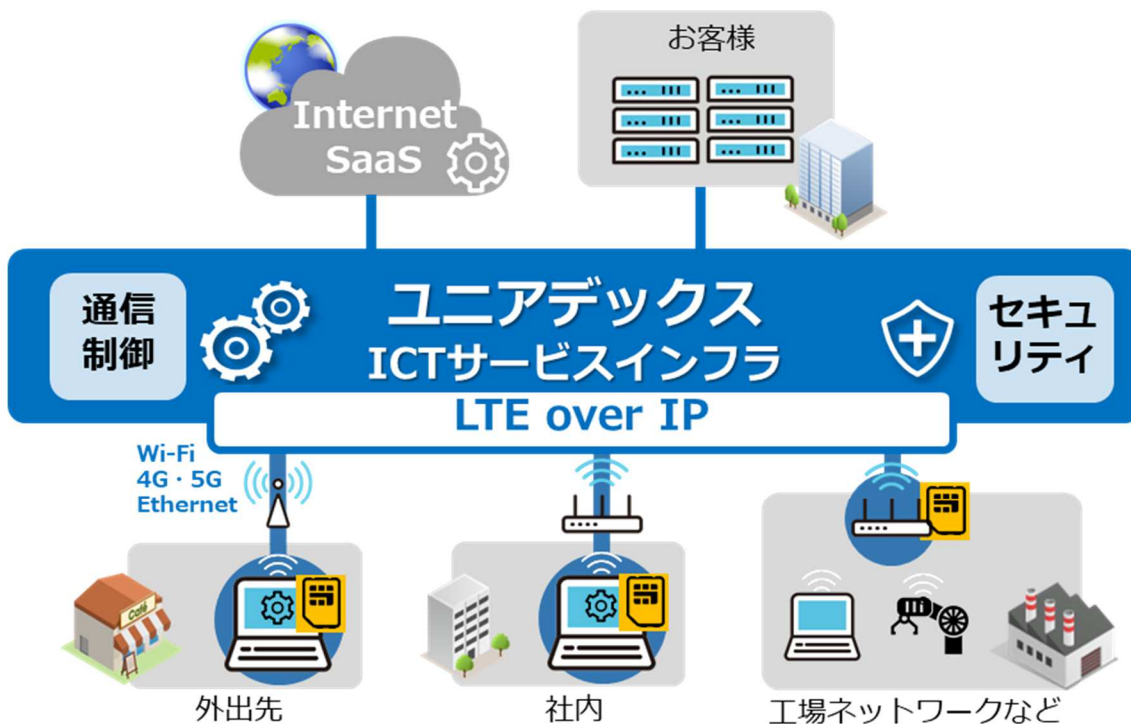 Internet
SaaS
お客様
通信
制御
ユニアデックス
ICTサービスインフラ
セキュ
リティ
LTE over IP
Wi-Fi
4G・5G
Ethernet
Café
外出先
社内
工場ネットワークなど